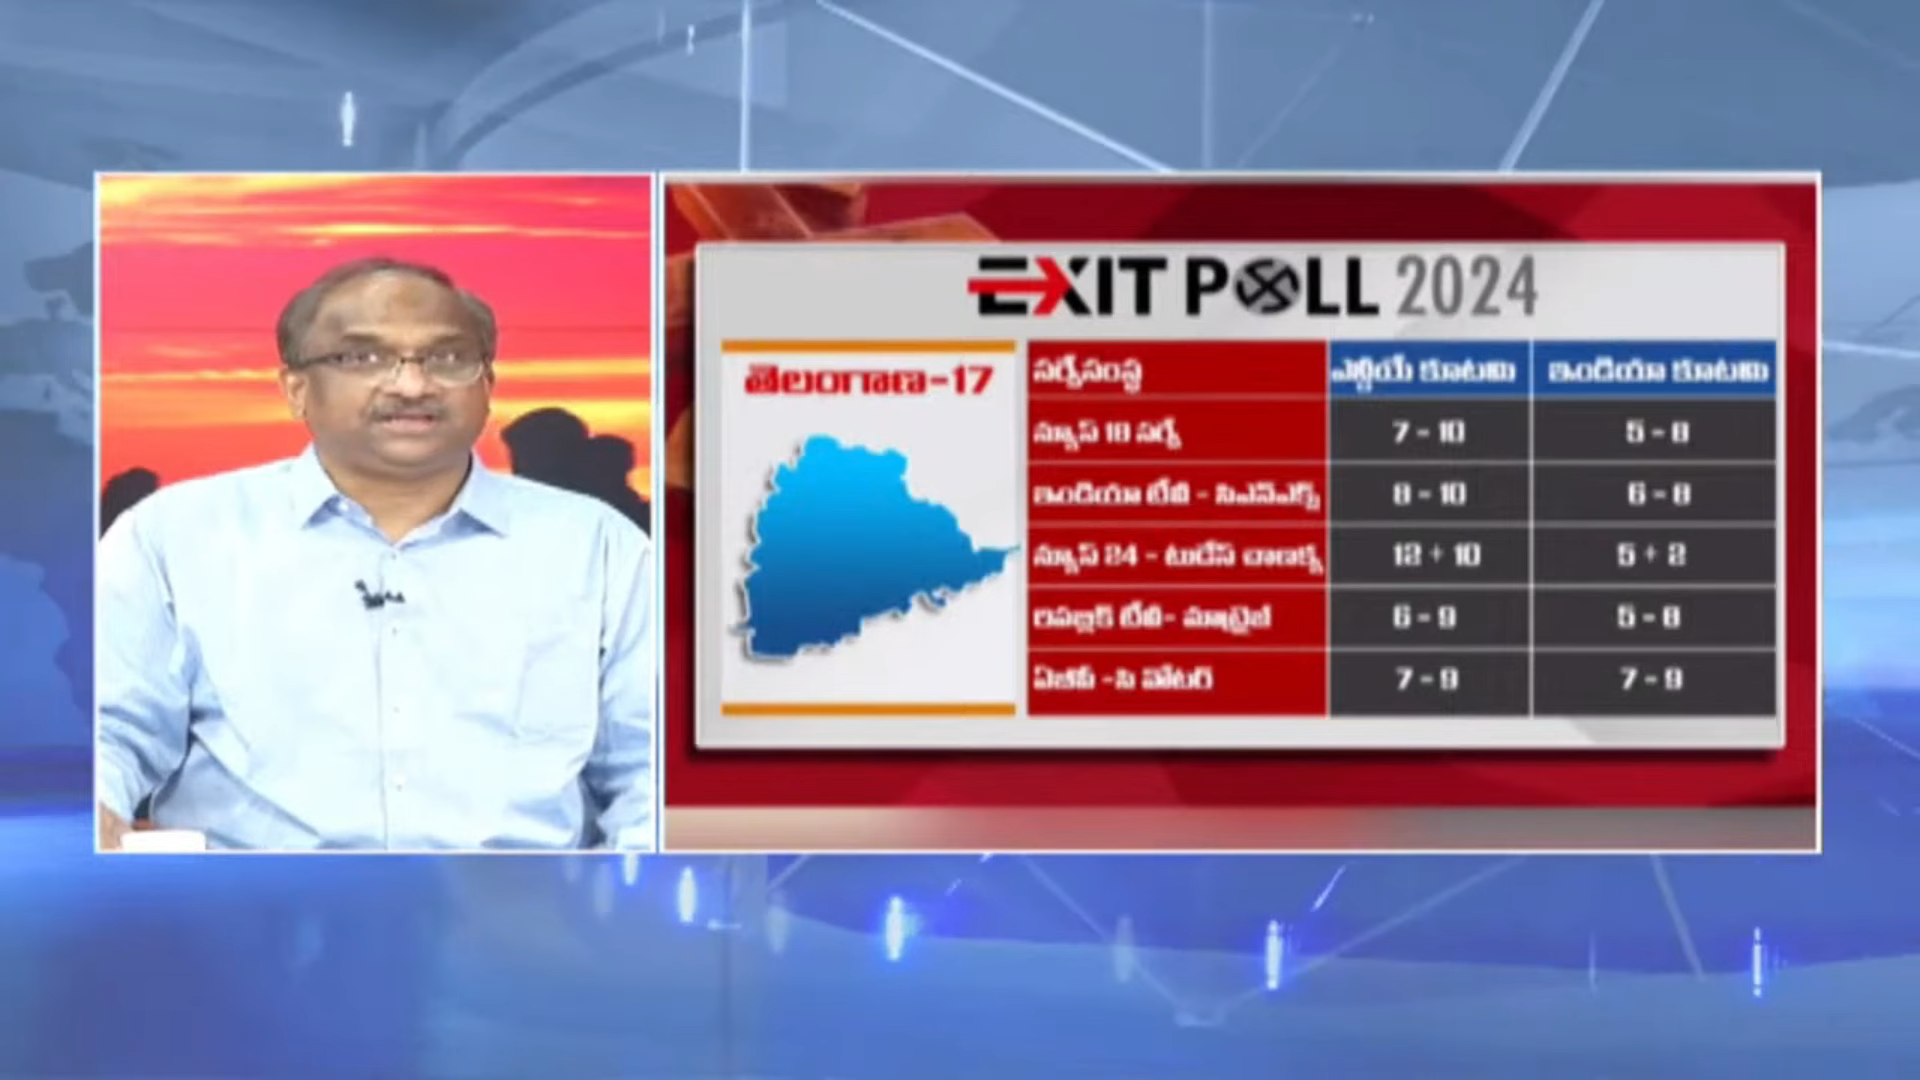 EXIT POLL 2024
తెలంగాణ-17
సర్వేసంస్థ ఎన్డీయే కూటమి ఇండియా కూటమి
న్యూస్ 18 సర్వే 7 - 10 5 - 8
ఇండియా టీవీ - సిఎన్ఎక్స్ 8 - 10 6 - 8
న్యూస్ 24 - టుడేస్ చాణక్య 12 + 10 5 + 2
రిపబ్లిక్ టీవీ- మ్యాట్రైజ్ 6 - 9 5 - 8
ఏబీపీ -సి వోటర్ 7 - 9 7 - 9